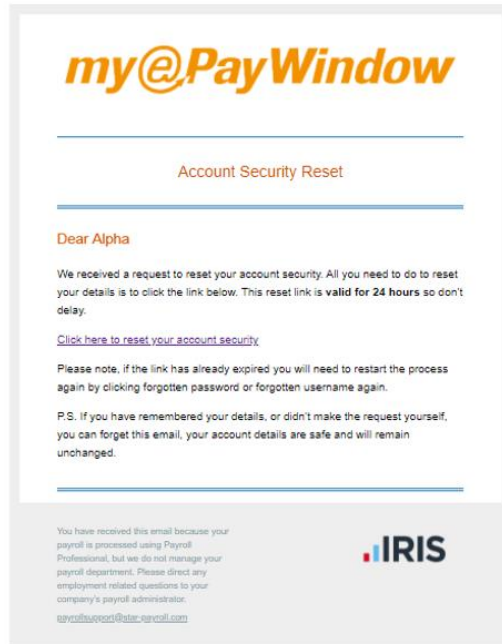 my@PayWindow
Account Security Reset
Dear Alpha
We received a request to reset your account security. All you need to do to reset
your details is to click the link below. This reset link is valid for 24 hours so don't
delay.
Click here to reset your account security
Please note, if the link has already expired you will need to restart the process
again by clicking forgotten password or forgotten username again.
P.S. If you have remembered your details, or didn't make the request yourself,
you can forget this email, your account details are safe and will remain
unchanged.
You have received this email because your
payroll is processed using Payroll
Professional, but we do not manage your
payroll department. Please direct any
employment related questions to your
company's payroll administrator.
payrollsupport@star-payroll.com
IRIS